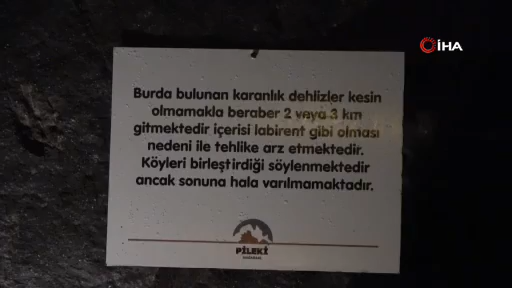 İHA
Burda bulunan karanlık dehlizler kesin
olmamakla beraber 2 veya 3 km
gitmektedir içerisi labirent gibi olması
nedeni ile tehlike arz etmektedir.
Köyleri birleştirdiği söylenmektedir
ancak sonuna hala varılmamaktadır.
PİLEKİ